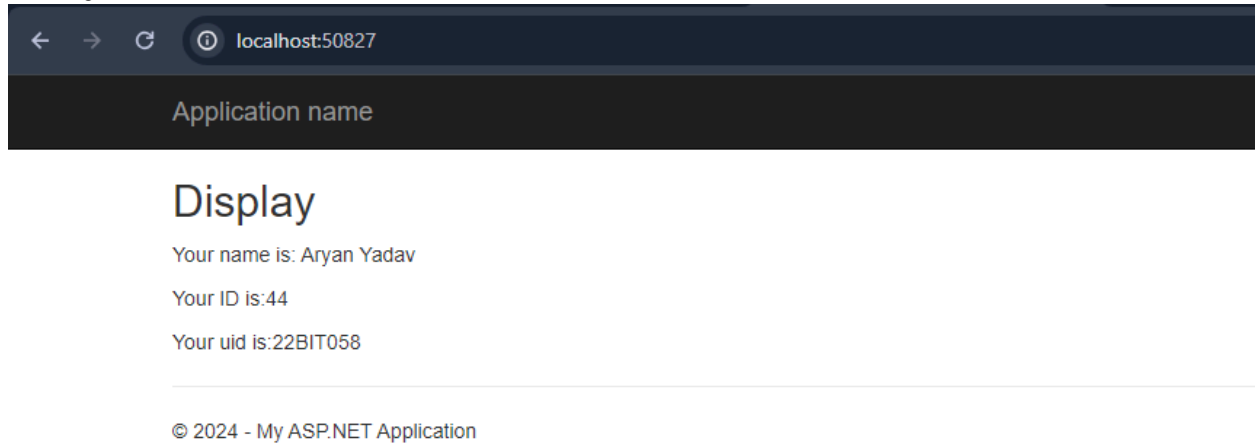 localhost:50827
Application name
Display
Your name is: Aryan Yadav
Your ID is:44
Your uid is:22BIT058
© 2024 - My ASP.NET Application